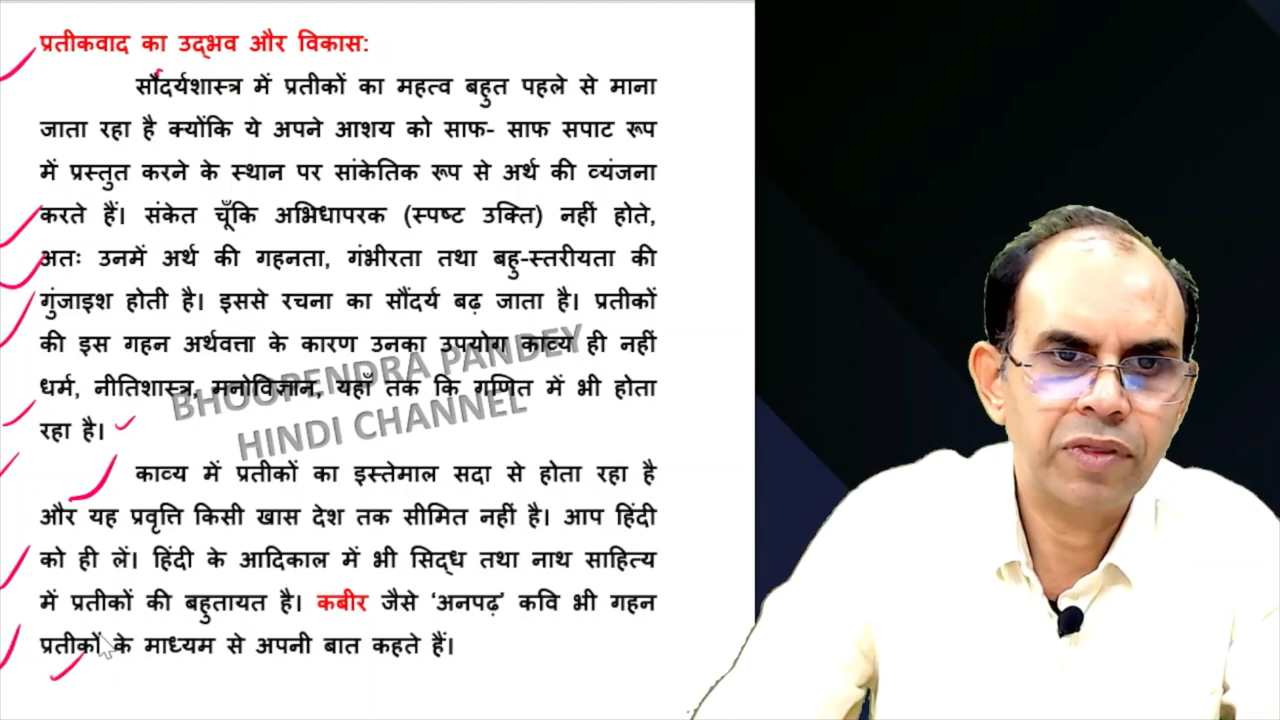 प्रतीकवाद का उद्भव और विकास:
सौंदर्यशास्त्र में प्रतीकों का महत्व बहुत पहले से माना
जाता रहा है क्योंकि ये अपने आशय को साफ- साफ सपाट रूप
में प्रस्तुत करने के स्थान पर सांकेतिक रूप से अर्थ की व्यंजना
करते हैं। संकेत चूँकि अभिधापरक (स्पष्ट उक्ति) नहीं होते,
अतः उनमें अर्थ की गहनता, गंभीरता तथा बहु-स्तरीयता की
गुंजाइश होती है। इससे रचना का सौंदर्य बढ़ जाता है। प्रतीकों
की इस गहन अर्थवत्ता के कारण उनका उपयोग काव्य ही नहीं
धर्म, नीतिशास्त्र, मनोविज्ञान, यहाँ तक कि गणित में भी होता
रहा है।
BHOOPENDRA PANDEY
HINDI CHANNEL
काव्य में प्रतीकों का इस्तेमाल सदा से होता रहा है
और यह प्रवृत्ति किसी खास देश तक सीमित नहीं है। आप हिंदी
को ही लें। हिंदी के आदिकाल में भी सिद्ध तथा नाथ साहित्य
में प्रतीकों की बहुतायत है। कबीर जैसे ‘अनपढ़’ कवि भी गहन
प्रतीकों के माध्यम से अपनी बात कहते हैं।